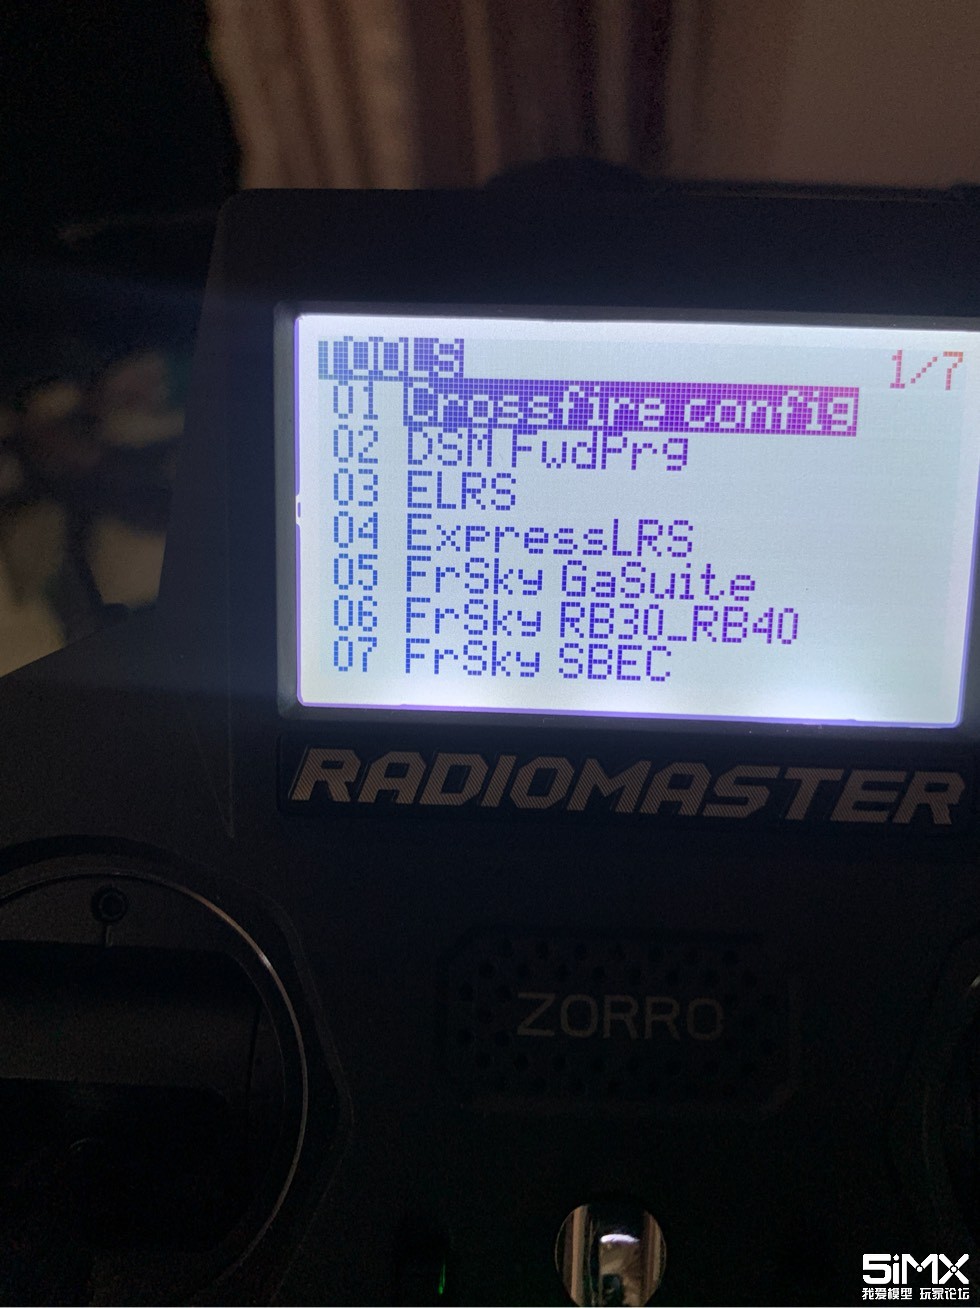 TOOLS 1/7
01 Crossfire config
02 DSM FwdPrg
03 ELRS
04 ExpressLRS
05 FrSky GaSuite
06 FrSky RB30_RB40
07 FrSky SBEC
RADIOMASTER
ZORRO
5iMX
我爱模型 玩家论坛